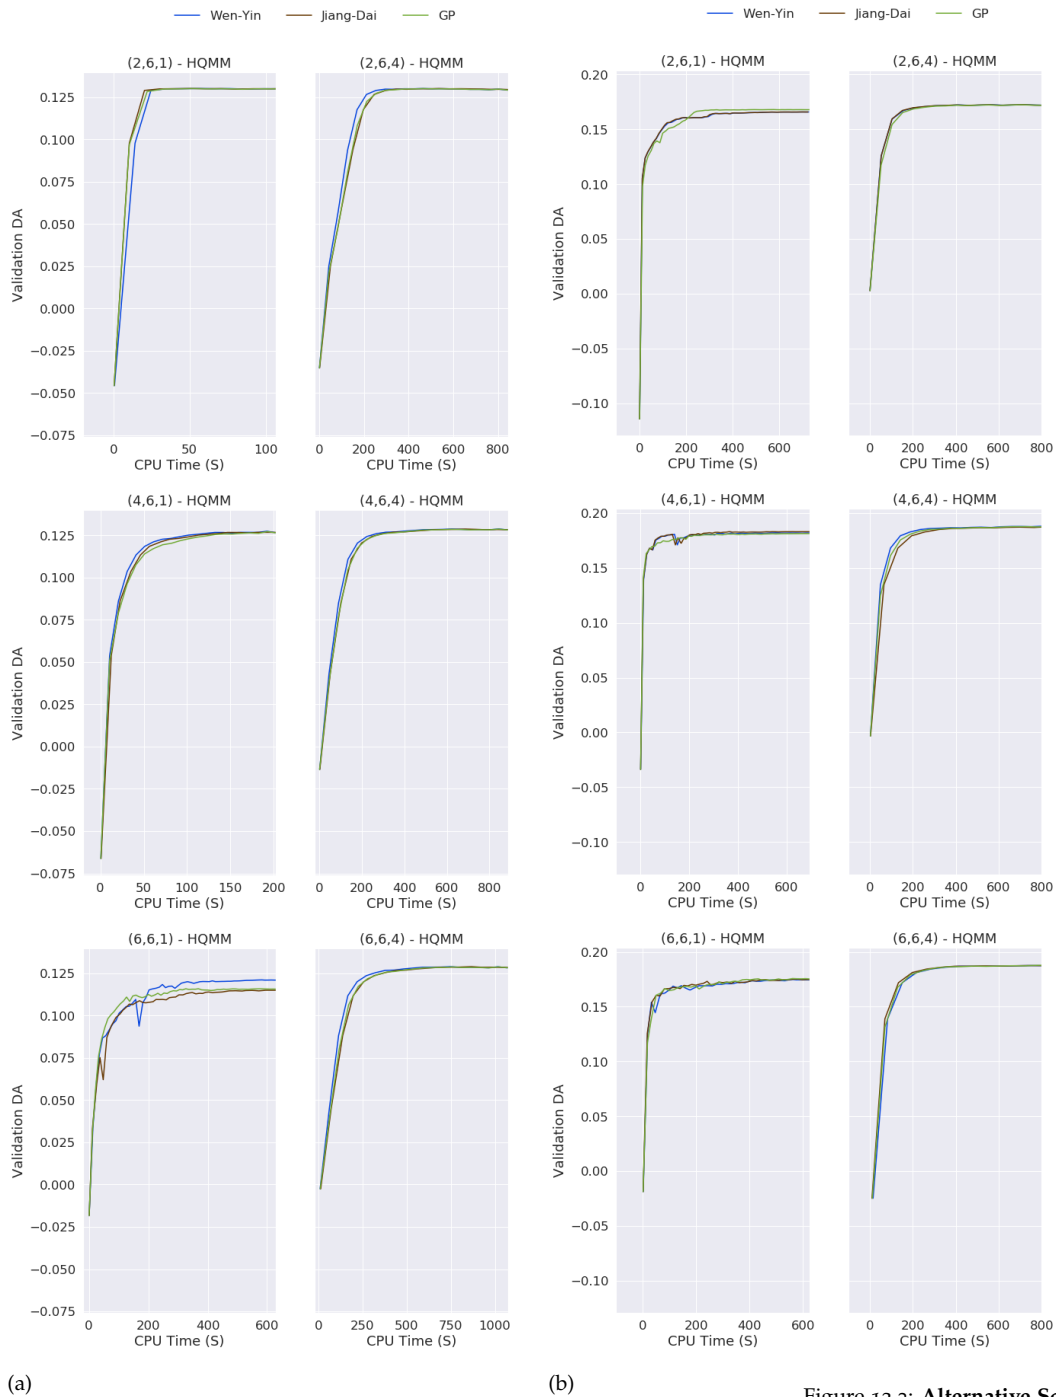 Wen-Yin Jiang-Dai GP
(2,6,1) - HQMM (2,6,4) - HQMM
0.125
0.100
0.075
0.050
0.025
0.000
−0.025
−0.050
−0.075
Validation DA
0 50 100 0 200 400 600 800
CPU Time (S) CPU Time (S)
(4,6,1) - HQMM (4,6,4) - HQMM
0.125
0.100
0.075
0.050
0.025
0.000
−0.025
−0.050
−0.075
Validation DA
0 50 100 150 200 0 200 400 600 800
CPU Time (S) CPU Time (S)
(6,6,1) - HQMM (6,6,4) - HQMM
0.125
0.100
0.075
0.050
0.025
0.000
−0.025
−0.050
−0.075
Validation DA
0 200 400 600 0 250 500 750 1000
CPU Time (S) CPU Time (S)
(a)
Wen-Yin Jiang-Dai GP
(2,6,1) - HQMM (2,6,4) - HQMM
0.20
0.15
0.10
0.05
0.00
−0.05
−0.10
Validation DA
0 200 400 600 0 200 400 600 800
CPU Time (S) CPU Time (S)
(4,6,1) - HQMM (4,6,4) - HQMM
0.20
0.15
0.10
0.05
0.00
−0.05
−0.10
Validation DA
0 200 400 600 0 200 400 600 800
CPU Time (S) CPU Time (S)
(6,6,1) - HQMM (6,6,4) - HQMM
0.20
0.15
0.10
0.05
0.00
−0.05
−0.10
Validation DA
0 200 400 600 0 200 400 600 800
CPU Time (S) CPU Time (S)
(b)
Figure